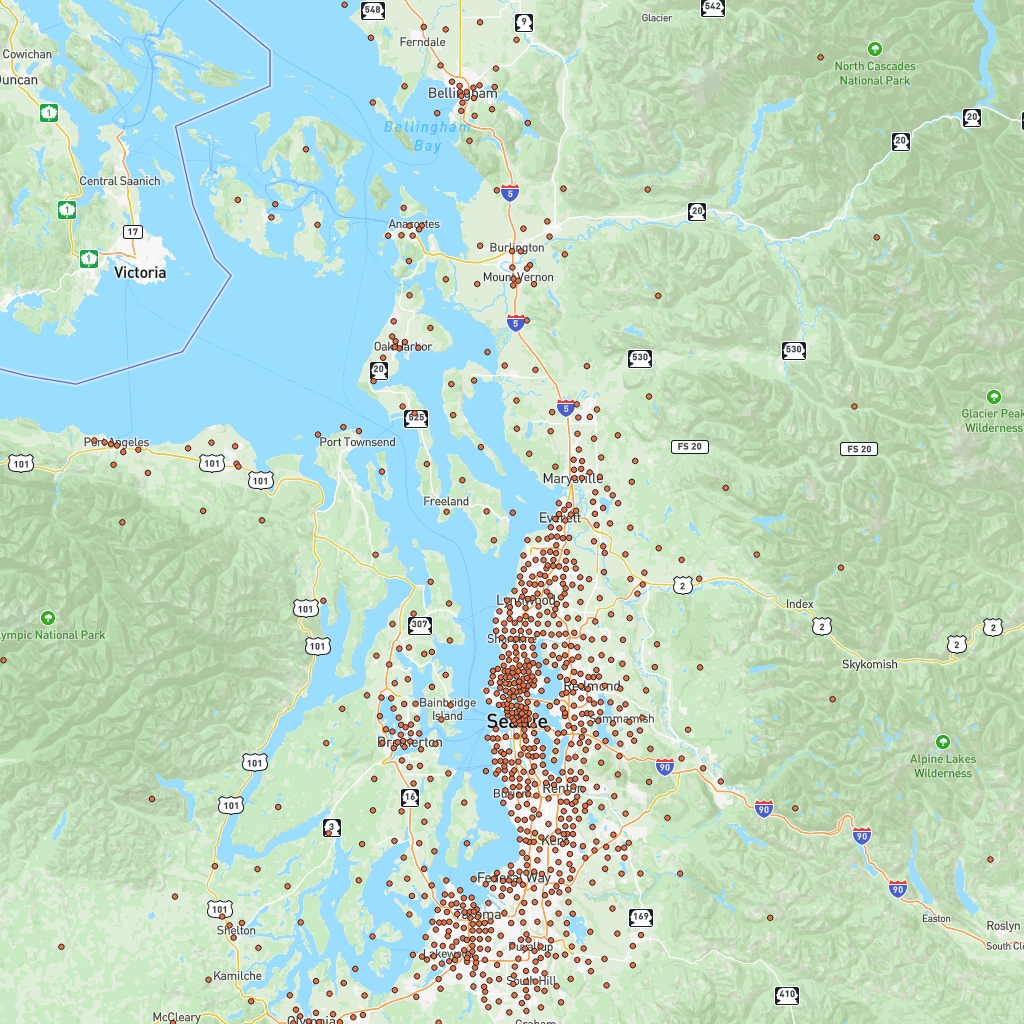 548
542
9
Glacier
Ferndale
Cowichan
Duncan
North Cascades
National Park
Bellingham
1
20
20
Bellingham
Bay
Central Saanich
5
1
20
17
Anacortes
Burlington
1
Victoria
Mount Vernon
5
Oak Harbor
530
530
20
Glacier Peak
Wilderness
5
525
Port Angeles
Port Townsend
FS 20
FS 20
101
101
101
Marysville
Freeland
Everett
2
Lynnwood
101
Index
2
2
2
307
Olympic National Park
Shoreline
101
Skykomish
Redmond
Bainbridge
Island
Seattle
Sammamish
Bremerton
101
90
Alpine Lakes
Wilderness
Burien
Renton
16
101
90
3
90
Kent
Federal Way
90
101
Tacoma
169
Easton
Shelton
Roslyn
Puyallup
South Cle
Lakewood
Kamilche
South Hill
410
McCleary
Olympia
Graham